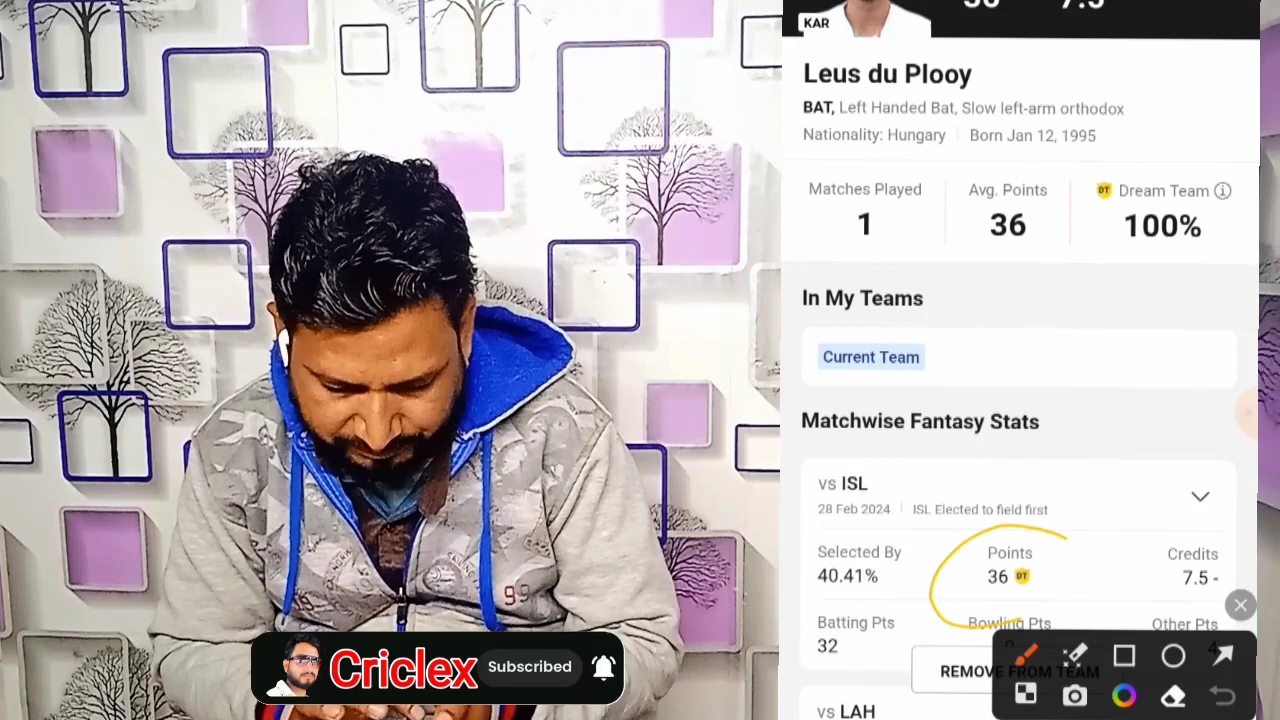 KAR
Leus du Plooy
BAT, Left Handed Bat, Slow left-arm orthodox
Nationality: Hungary
Born Jan 12, 1995
Matches Played
1
Avg. Points
36
DT Dream Team
100%
In My Teams
Current Team
Matchwise Fantasy Stats
vs ISL
28 Feb 2024
ISL Elected to field first
Selected By
40.41%
Points
36 DT
Credits
7.5 -
Batting Pts
32
Bowling Pts
Other Pts
REMOVE FROM TEAM
vs LAH
99
Criclex
Subscribed